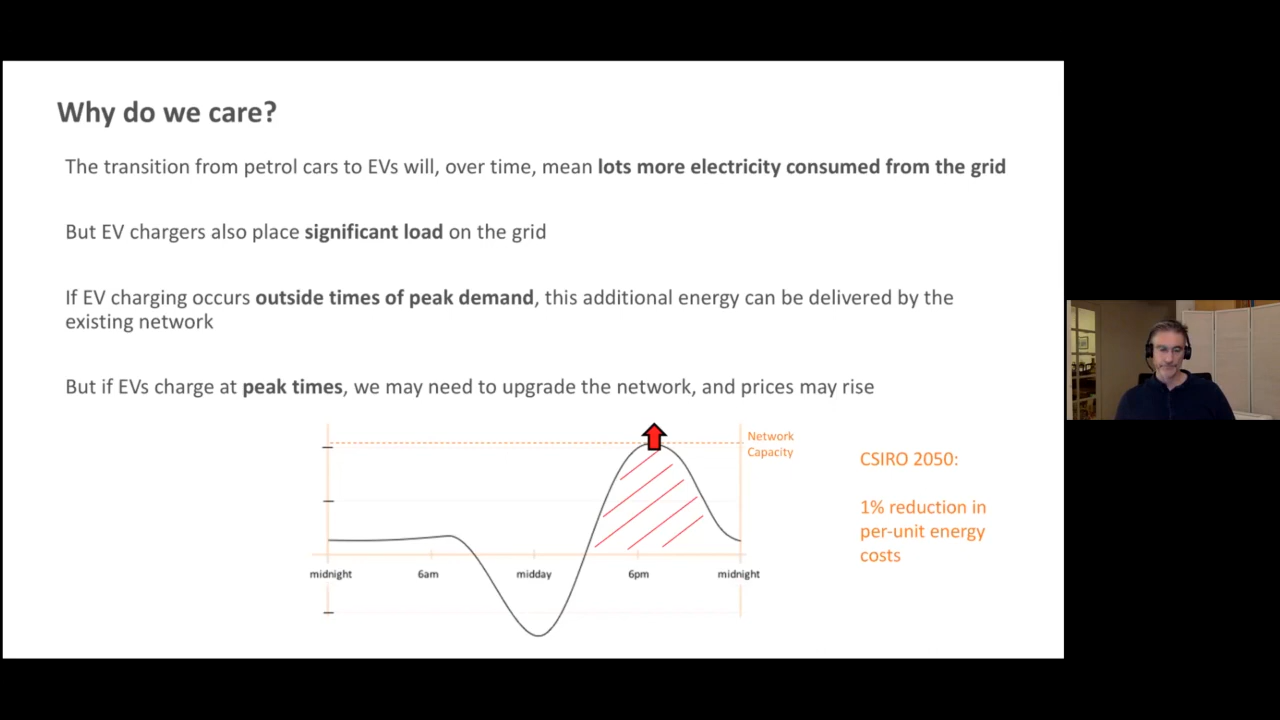 Why do we care?
The transition from petrol cars to EVs will, over time, mean lots more electricity consumed from the grid
But EV chargers also place significant load on the grid
If EV charging occurs outside times of peak demand, this additional energy can be delivered by the
existing network
But if EVs charge at peak times, we may need to upgrade the network, and prices may rise
Network
Capacity
midnight
6am
midday
6pm
midnight
CSIRO 2050:
1% reduction in
per-unit energy
costs